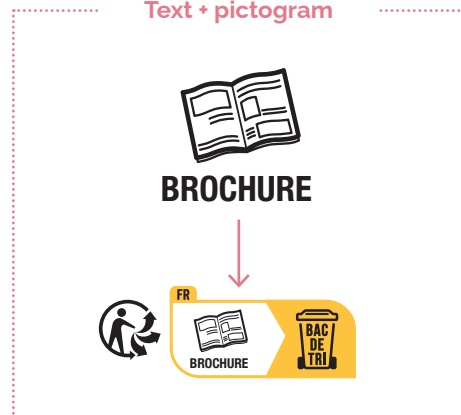 Text + pictogram
BROCHURE
FR
BROCHURE
BAC
DE
TRI